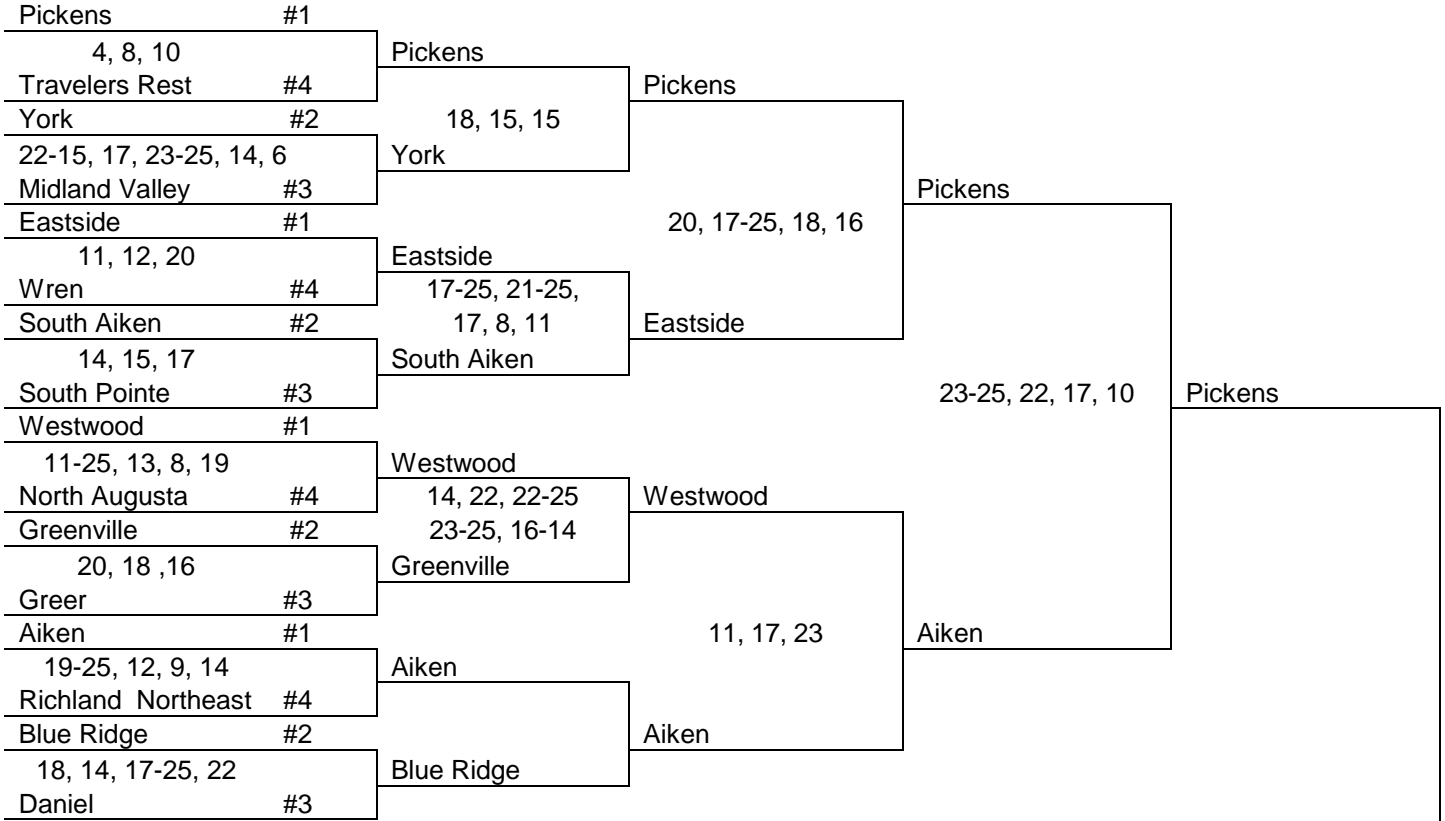 Pickens #1
4, 8, 10
Pickens
Travelers Rest #4
Pickens
York #2
18, 15, 15
22-15, 17, 23-25, 14, 6
York
Midland Valley #3
Pickens
Eastside #1
20, 17-25, 18, 16
11, 12, 20
Eastside
Wren #4
17-25, 21-25,
South Aiken #2
17, 8, 11
Eastside
14, 15, 17
South Aiken
South Pointe #3
23-25, 22, 17, 10
Pickens
Westwood #1
11-25, 13, 8, 19
Westwood
North Augusta #4
14, 22, 22-25
Westwood
Greenville #2
23-25, 16-14
20, 18 ,16
Greenville
Greer #3
Aiken #1
11, 17, 23
Aiken
19-25, 12, 9, 14
Aiken
Richland Northeast #4
Blue Ridge #2
Aiken
18, 14, 17-25, 22
Blue Ridge
Daniel #3